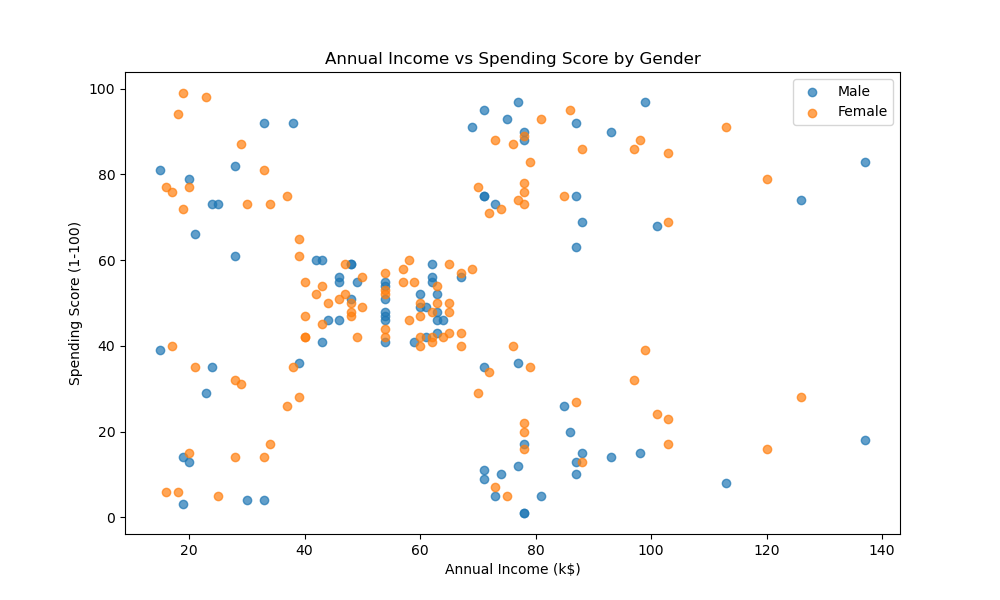 Annual Income vs Spending Score by Gender
Male
Female
Spending Score (1-100)
100
80
60
40
20
0
20 40 60 80 100 120 140
Annual Income (k$)